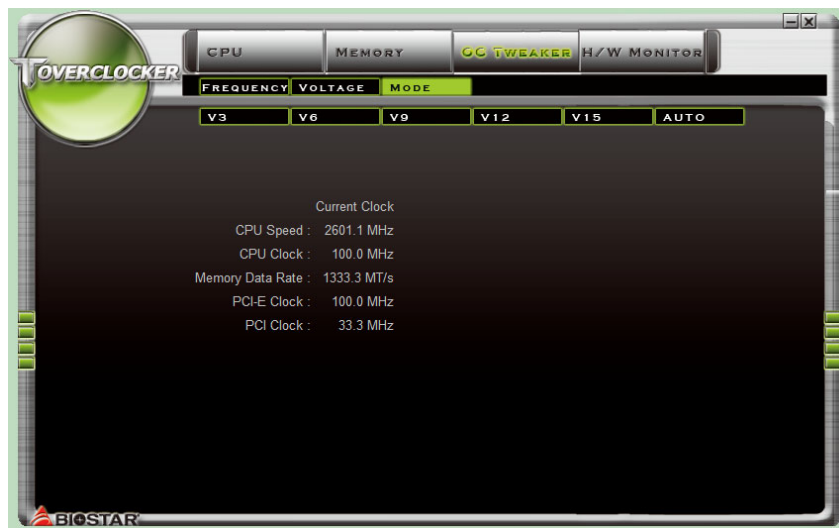 TOVERCLOCKER
CPU MEMORY OC TWEAKER H/W MONITOR
FREQUENCY VOLTAGE MODE
V3 V6 V9 V12 V15 AUTO
Current Clock
CPU Speed : 2601.1 MHz
CPU Clock : 100.0 MHz
Memory Data Rate : 1333.3 MT/s
PCI-E Clock : 100.0 MHz
PCI Clock : 33.3 MHz
BIOSTAR